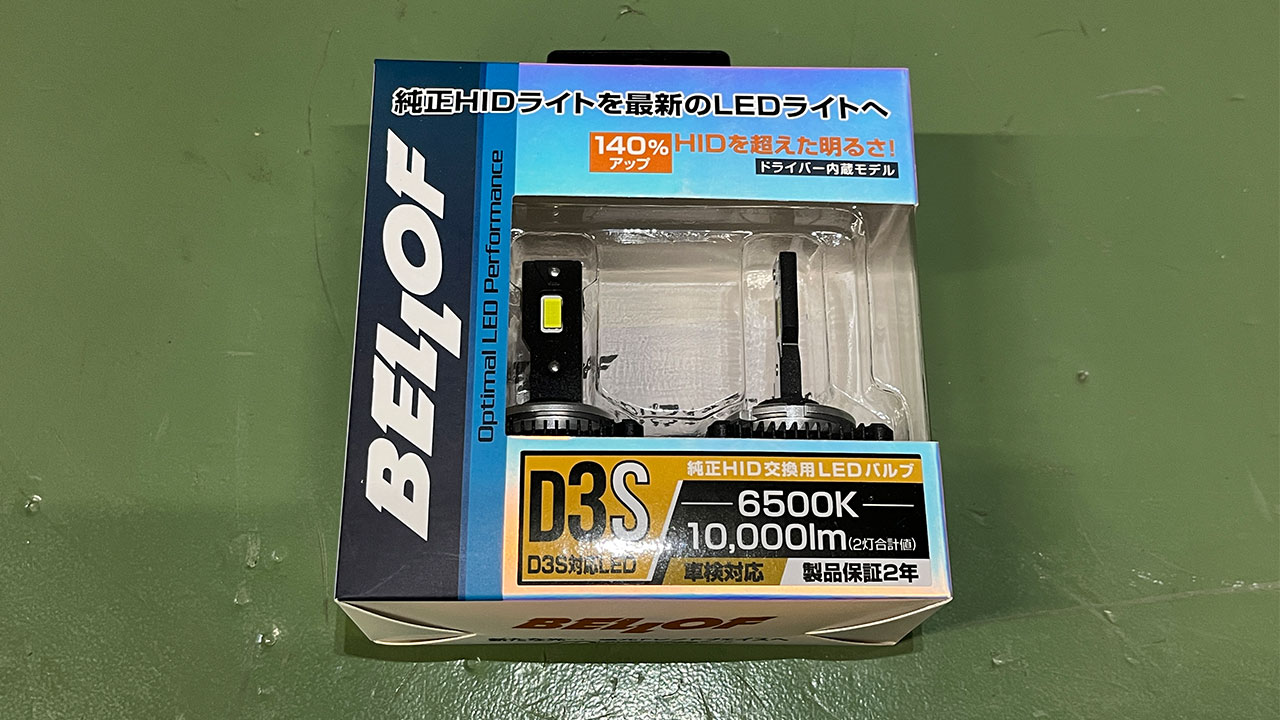 純正HIDライトを最新のLEDライトへ
140%
アップ
HIDを超えた明るさ!
ドライバー内蔵モデル
BELLOF
Optimal LED Performance
D3S
D3S対応LED
純正HID交換用LEDバルブ
6500K
10,000lm(2灯合計値)
車検対応
製品保証2年
BELLOF